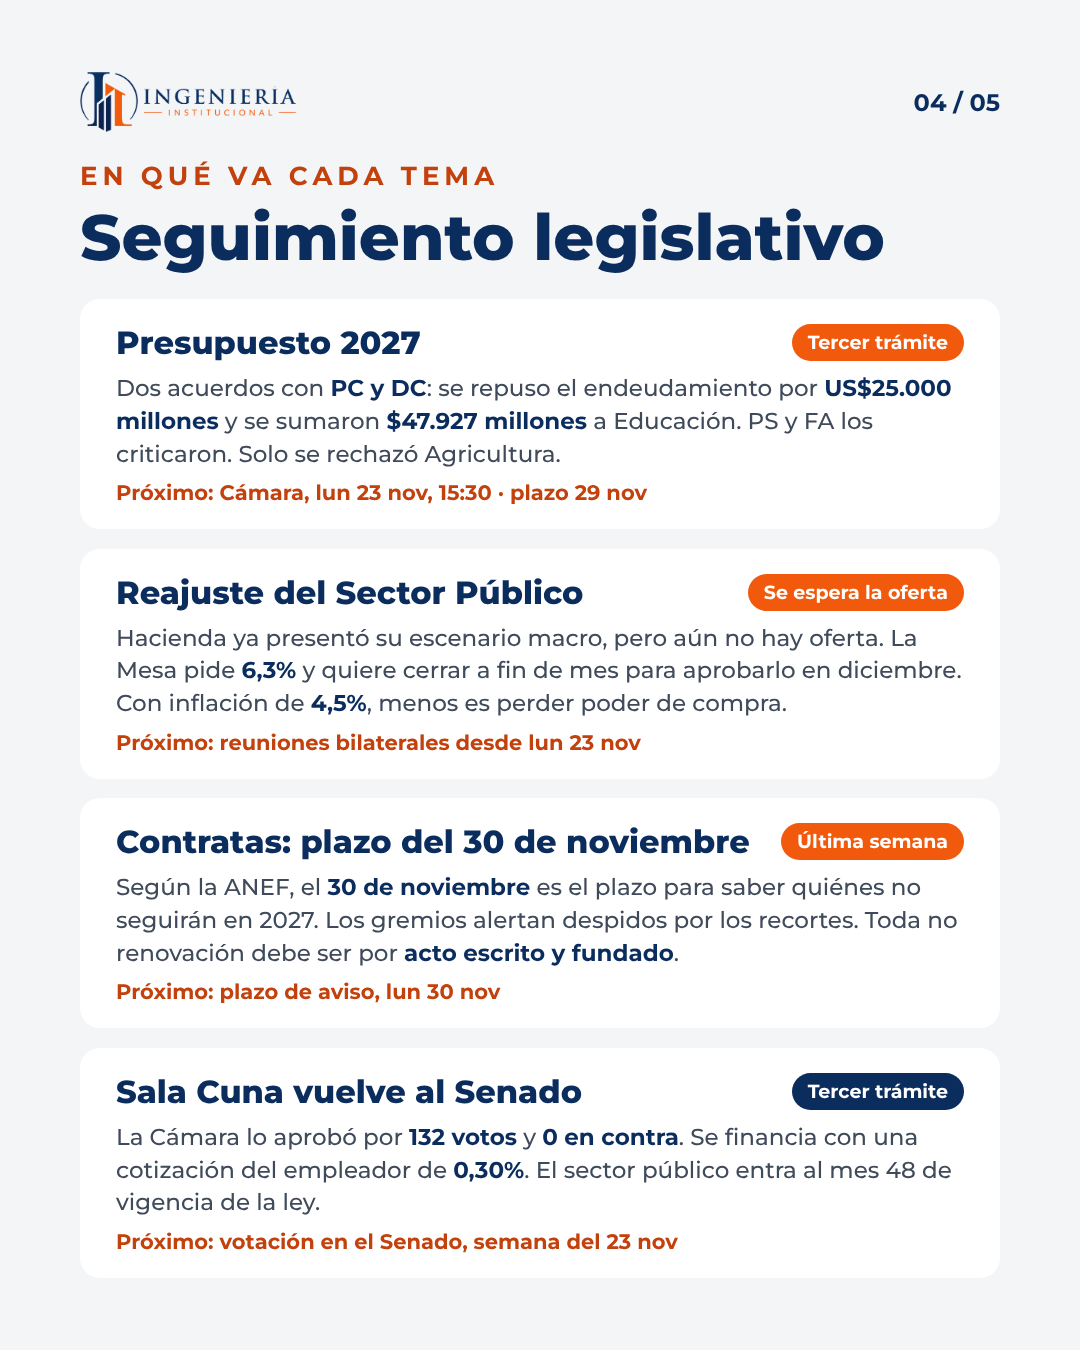 INGENIERIA
INSTITUCIONAL
04 / 05
EN QUÉ VA CADA TEMA
Seguimiento legislativo
Presupuesto 2027
Tercer trámite
Dos acuerdos con PC y DC: se repuso el endeudamiento por US$25.000
millones y se sumaron $47.927 millones a Educación. PS y FA los
criticaron. Solo se rechazó Agricultura.
Próximo: Cámara, lun 23 nov, 15:30 · plazo 29 nov
Reajuste del Sector Público
Se espera la oferta
Hacienda ya presentó su escenario macro, pero aún no hay oferta. La
Mesa pide 6,3% y quiere cerrar a fin de mes para aprobarlo en diciembre.
Con inflación de 4,5%, menos es perder poder de compra.
Próximo: reuniones bilaterales desde lun 23 nov
Contratas: plazo del 30 de noviembre
Última semana
Según la ANEF, el 30 de noviembre es el plazo para saber quiénes no
seguirán en 2027. Los gremios alertan despidos por los recortes. Toda no
renovación debe ser por acto escrito y fundado.
Próximo: plazo de aviso, lun 30 nov
Sala Cuna vuelve al Senado
Tercer trámite
La Cámara lo aprobó por 132 votos y 0 en contra. Se financia con una
cotización del empleador de 0,30%. El sector público entra al mes 48 de
vigencia de la ley.
Próximo: votación en el Senado, semana del 23 nov